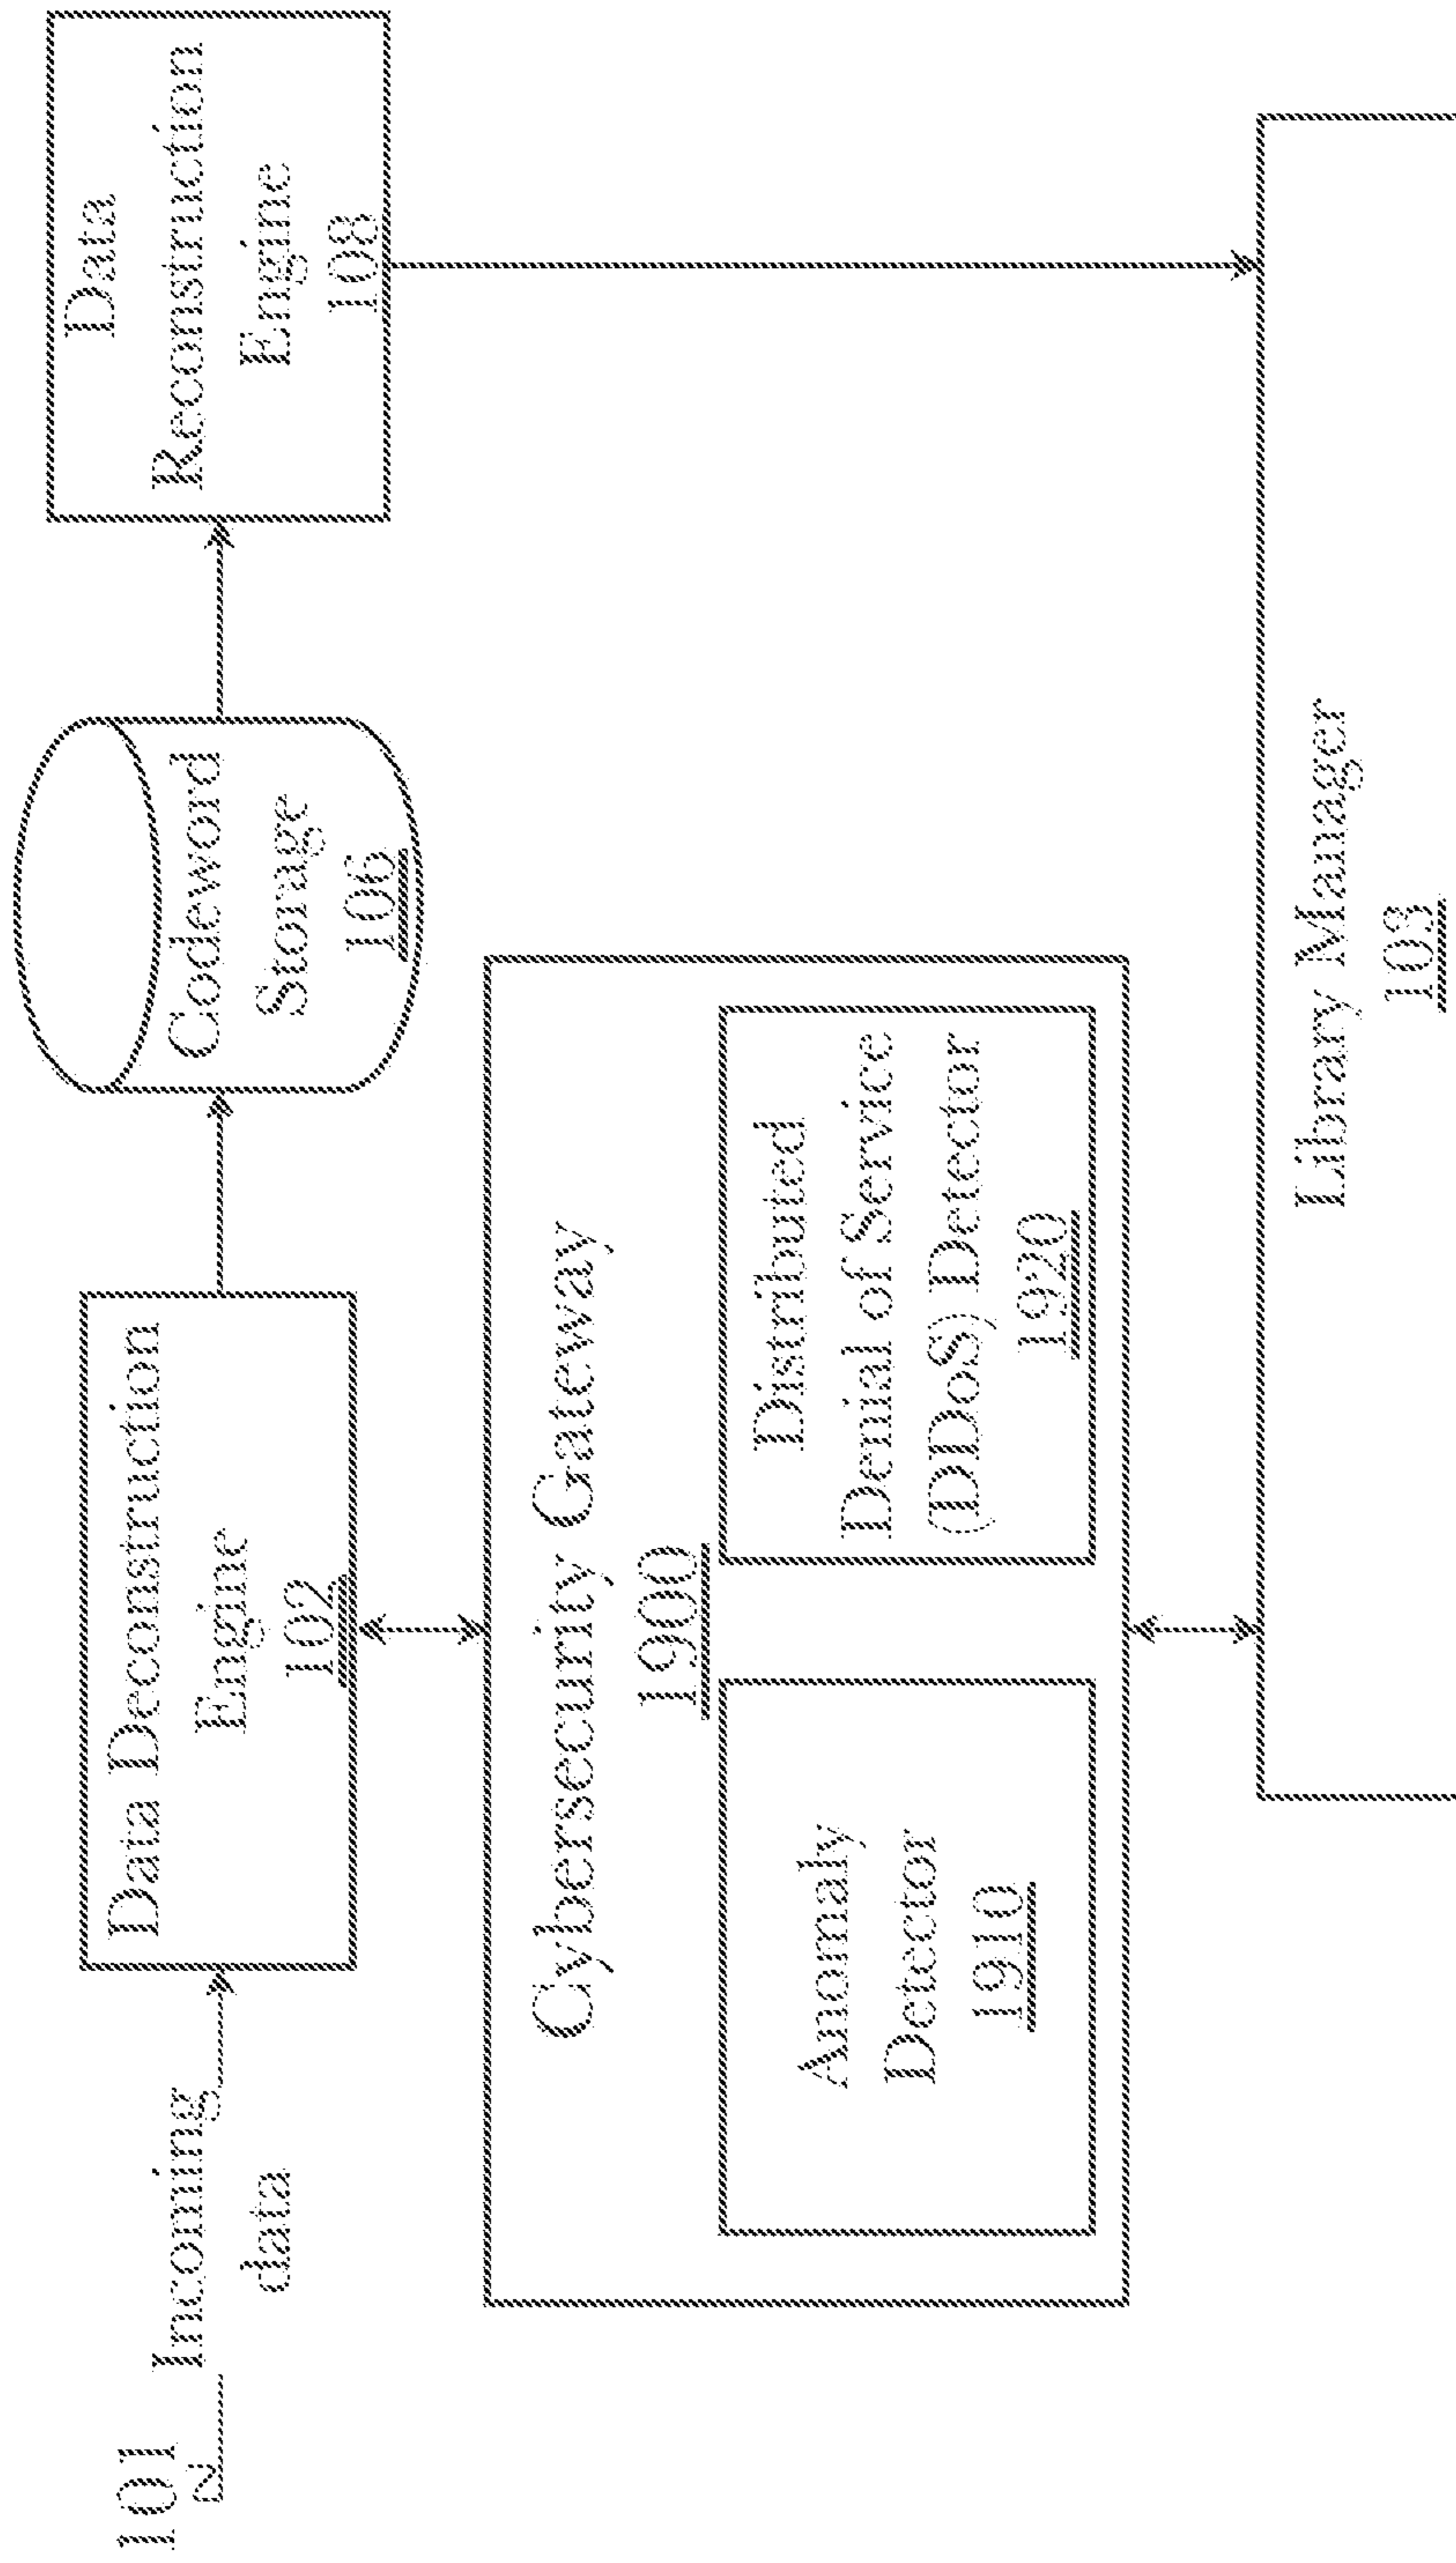 101
Incoming
data
Data Deconstruction
Engine
102
Codeword
Storage
106
Data
Reconstruction
Engine
108
Cybersecurity Gateway
1900
Anomaly
Detector
1910
Distributed
Denial of Service
(DDoS) Detector
1920
Library Manager
103